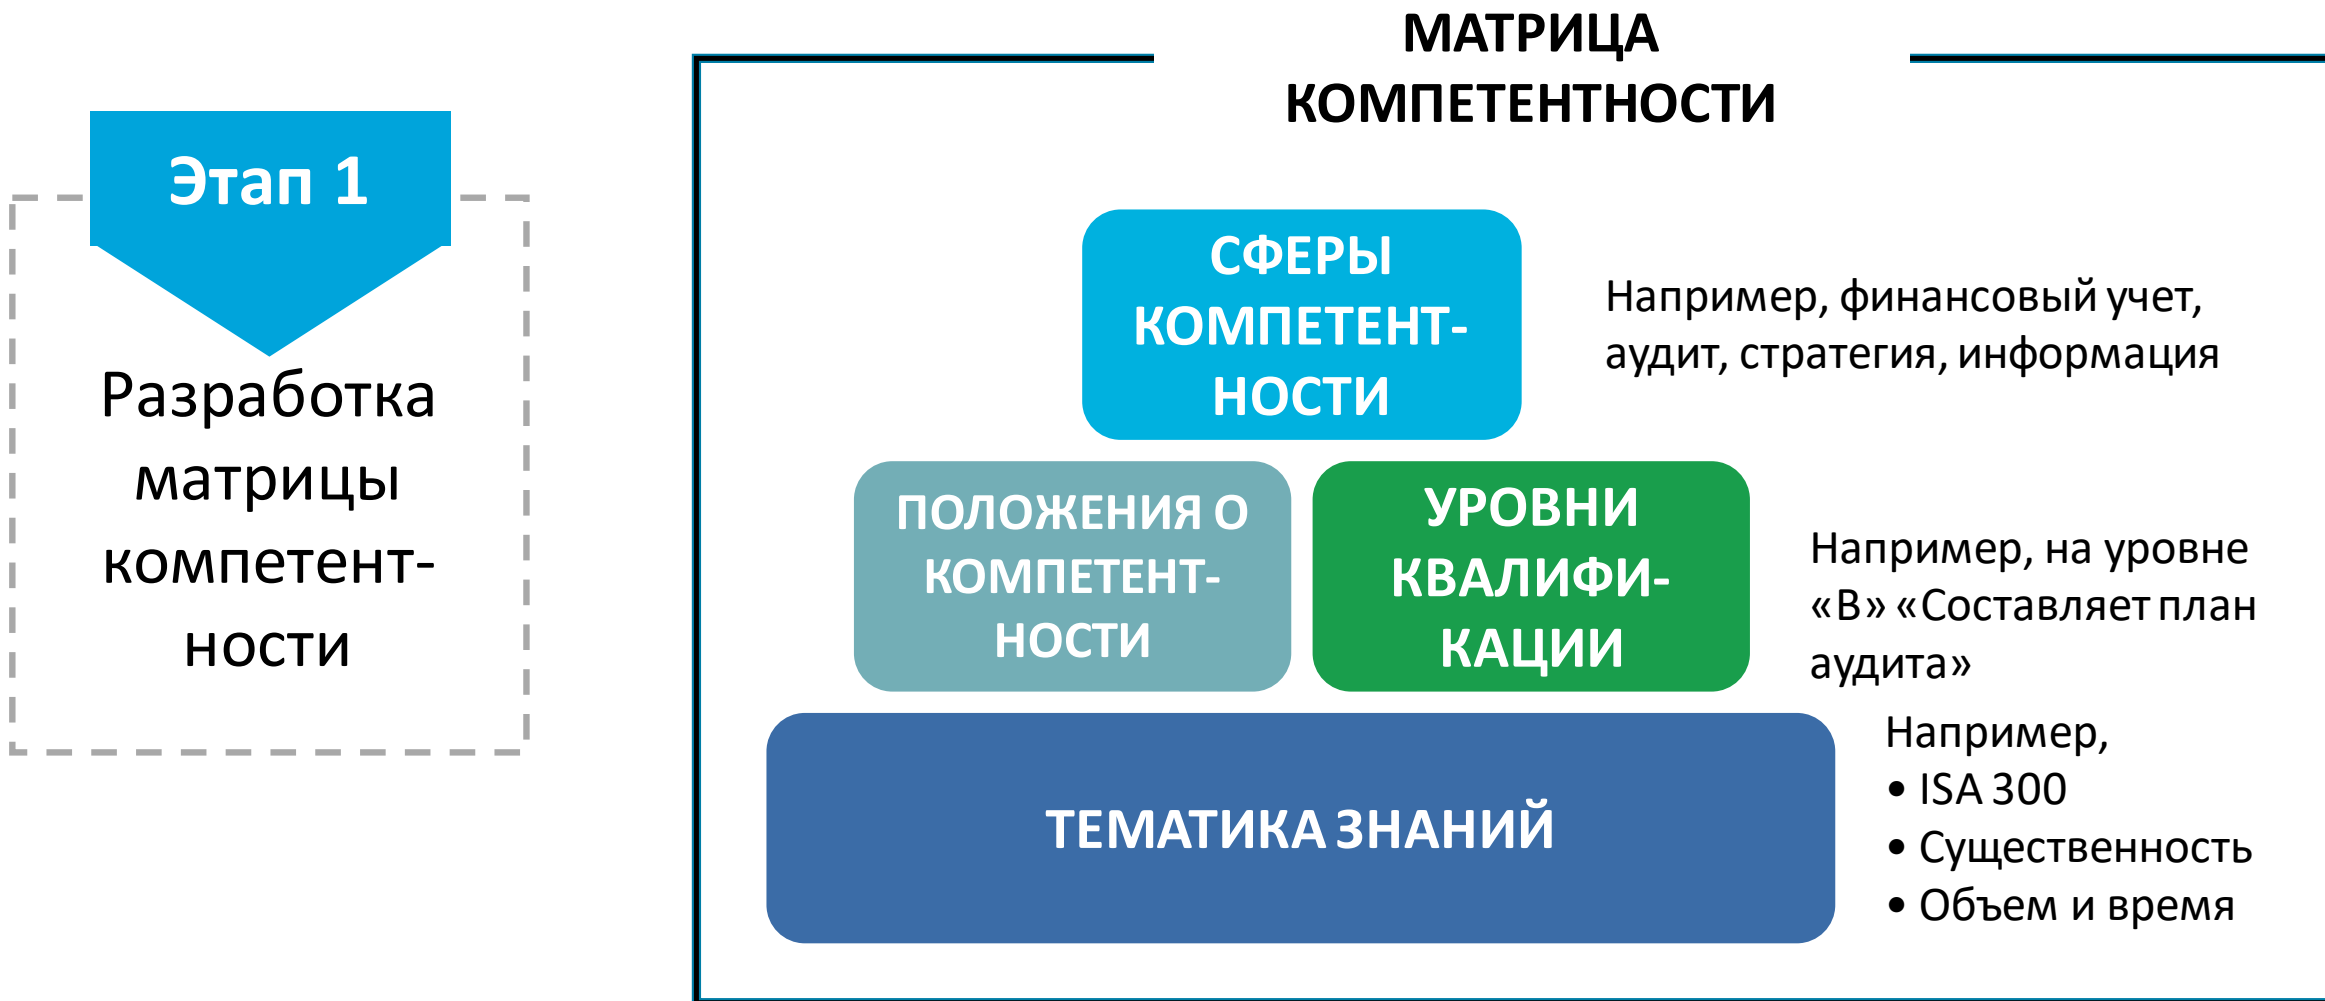 Этап 1
Разработка
матрицы
компетент-
ности
МАТРИЦА
КОМПЕТЕНТНОСТИ
СФЕРЫ
КОМПЕТЕНТ-
НОСТИ
Например, финансовый учет,
аудит, стратегия, информация
ПОЛОЖЕНИЯ О
КОМПЕТЕНТ-
НОСТИ
УРОВНИ
КВАЛИФИ-
КАЦИИ
Например, на уровне
«В» «Составляет план
аудита»
ТЕМАТИКА ЗНАНИЙ
Например,
• ISA 300
• Существенность
• Объем и время